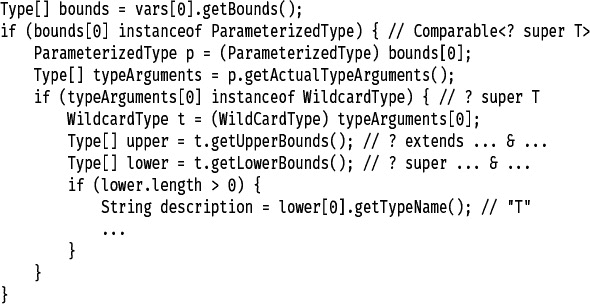 Type[] bounds = vars[0].getBounds();
if (bounds[0] instanceof ParameterizedType) { // Comparable<? super T>
    ParameterizedType p = (ParameterizedType) bounds[0];
    Type[] typeArguments = p.getActualTypeArguments();
    if (typeArguments[0] instanceof WildcardType) { // ? super T
        WildcardType t = (WildCardType) typeArguments[0];
        Type[] upper = t.getUpperBounds(); // ? extends ... & ...
        Type[] lower = t.getLowerBounds(); // ? super ... & ...
        if (lower.length > 0) {
            String description = lower[0].getTypeName(); // "T"
            ...
        }
    }
}